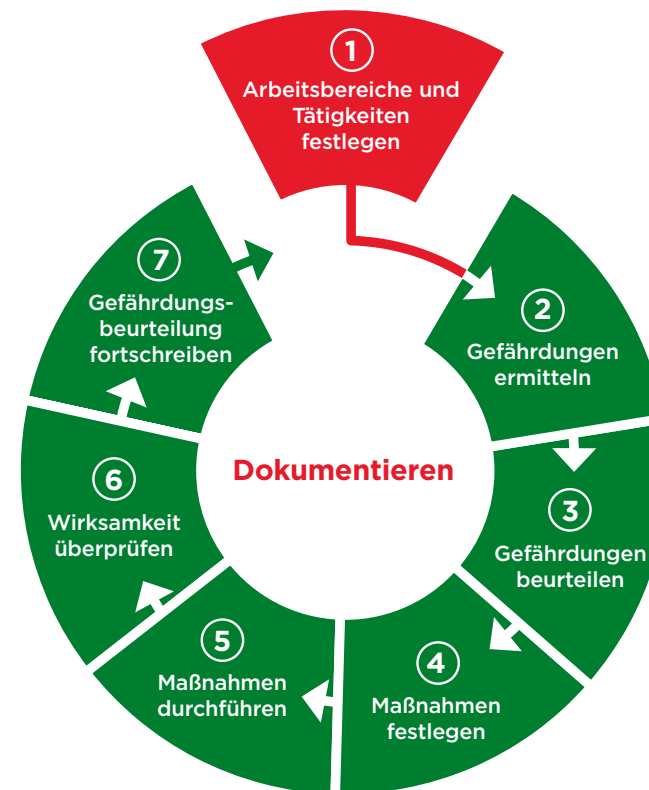 1
Arbeitsbereiche und
Tätigkeiten
festlegen
2
Gefährdungen
ermitteln
3
Gefährdungen
beurteilen
4
Maßnahmen
festlegen
5
Maßnahmen
durchführen
6
Wirksamkeit
überprüfen
7
Gefährdungs-
beurteilung
fortschreiben
Dokumentieren